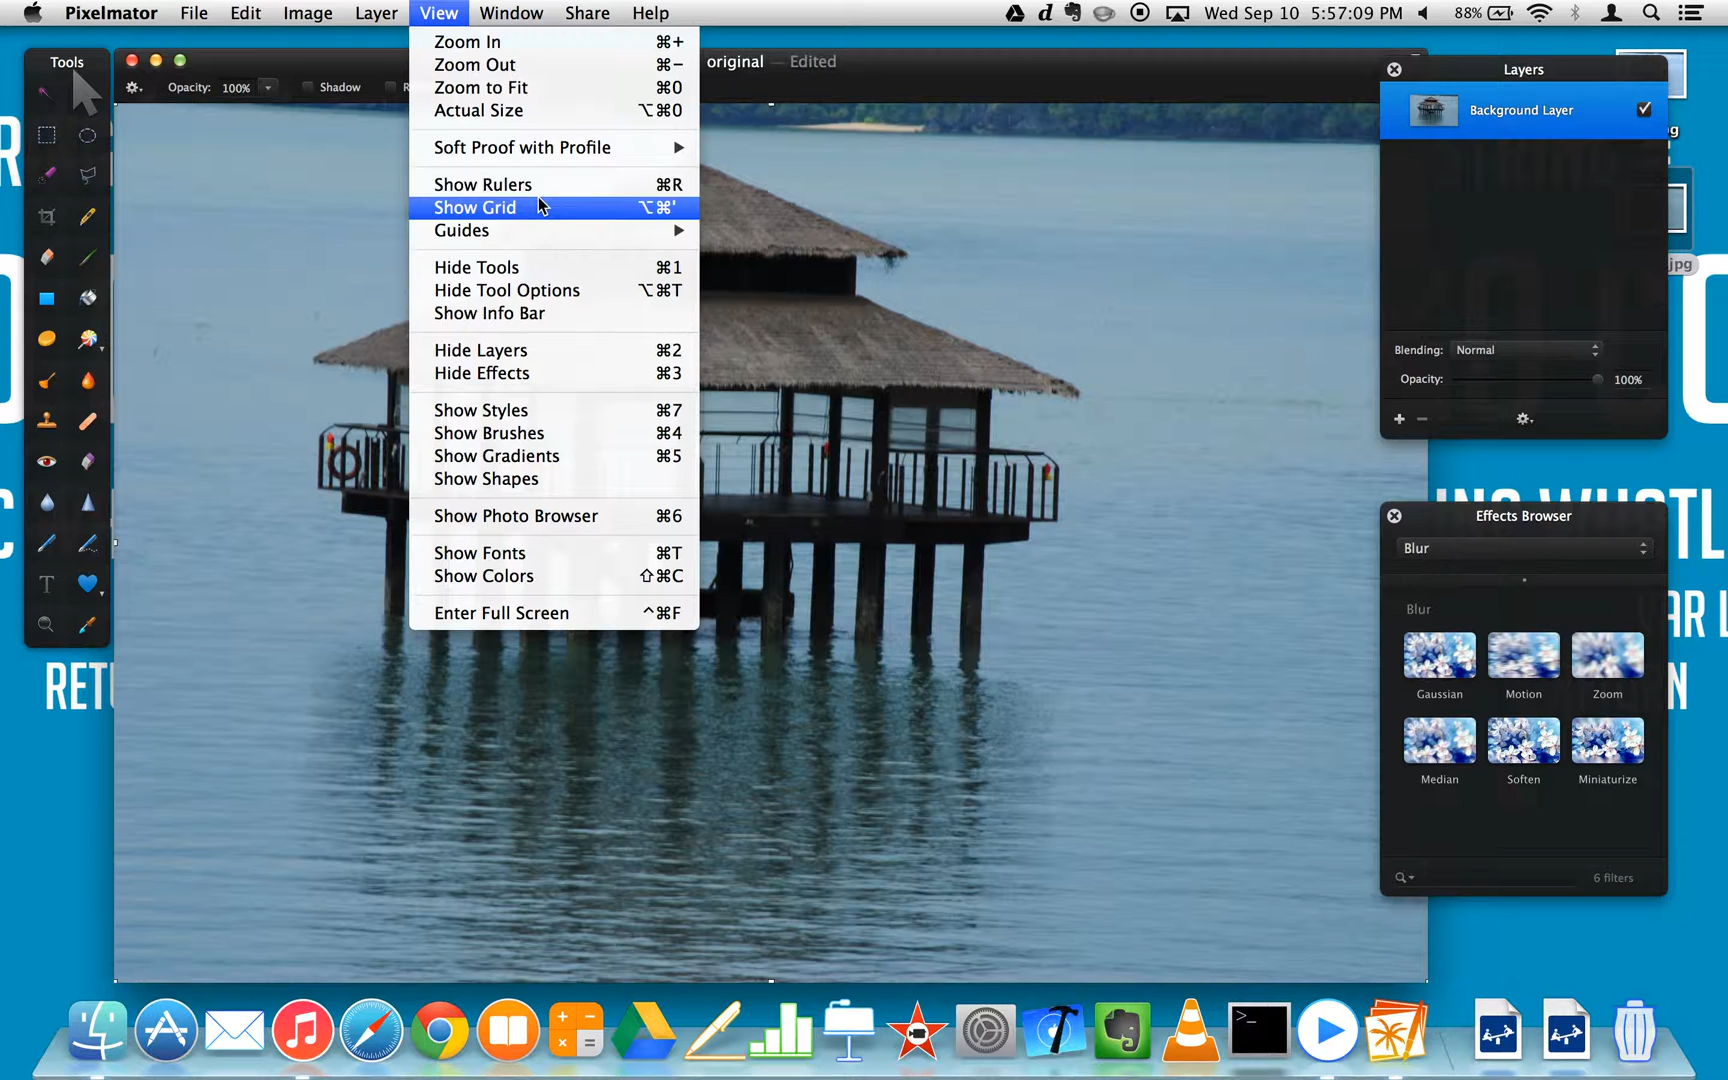 Pixelmator File Edit Image Layer View Window Share Help
d Wed Sep 10 5:57:09 PM 88%
Tools
original — Edited
Opacity: 100% Shadow
Zoom In ⌘+
Zoom Out ⌘−
Zoom to Fit ⌘0
Actual Size ⌥⌘0
Soft Proof with Profile ▶
Show Rulers ⌘R
Show Grid ⌥⌘'
Guides ▶
Hide Tools ⌘1
Hide Tool Options ⌥⌘T
Show Info Bar
Hide Layers ⌘2
Hide Effects ⌘3
Show Styles ⌘7
Show Brushes ⌘4
Show Gradients ⌘5
Show Shapes
Show Photo Browser ⌘6
Show Fonts ⌘T
Show Colors ⇧⌘C
Enter Full Screen ^⌘F
Layers
Background Layer
Blending: Normal
Opacity: 100%
jpg
Effects Browser
Blur
Blur
Gaussian Motion Zoom
Median Soften Miniaturize
6 filters